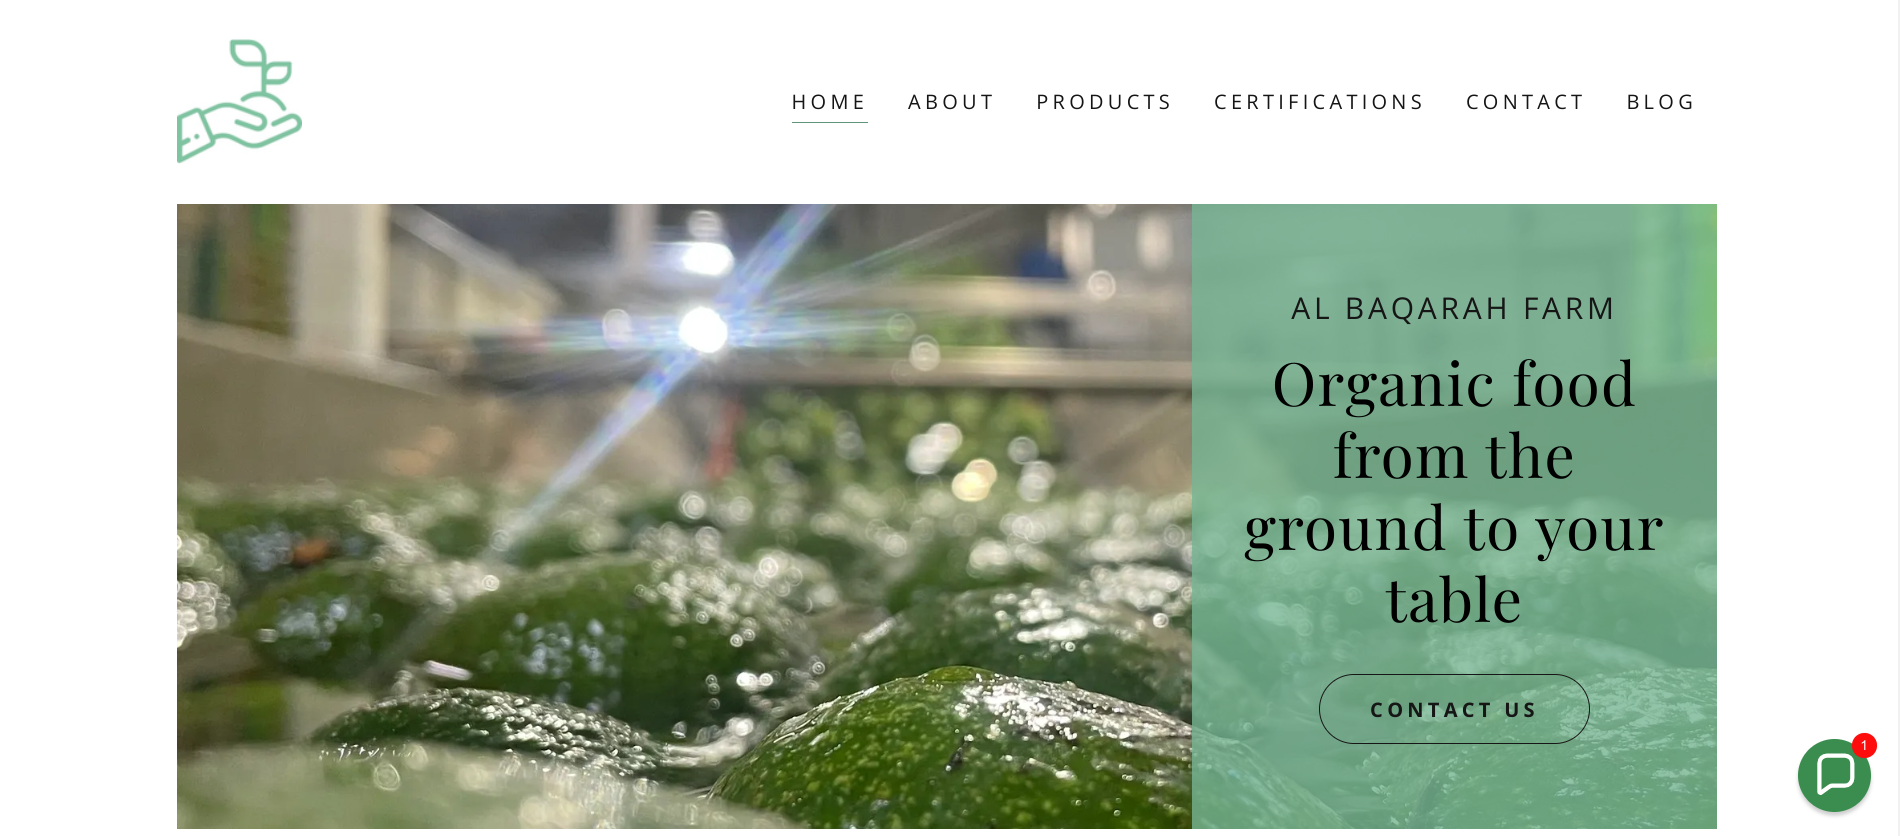 HOME ABOUT PRODUCTS CERTIFICATIONS CONTACT BLOG
AL BAQARAH FARM
Organic food
from the
ground to your
table
CONTACT US
1